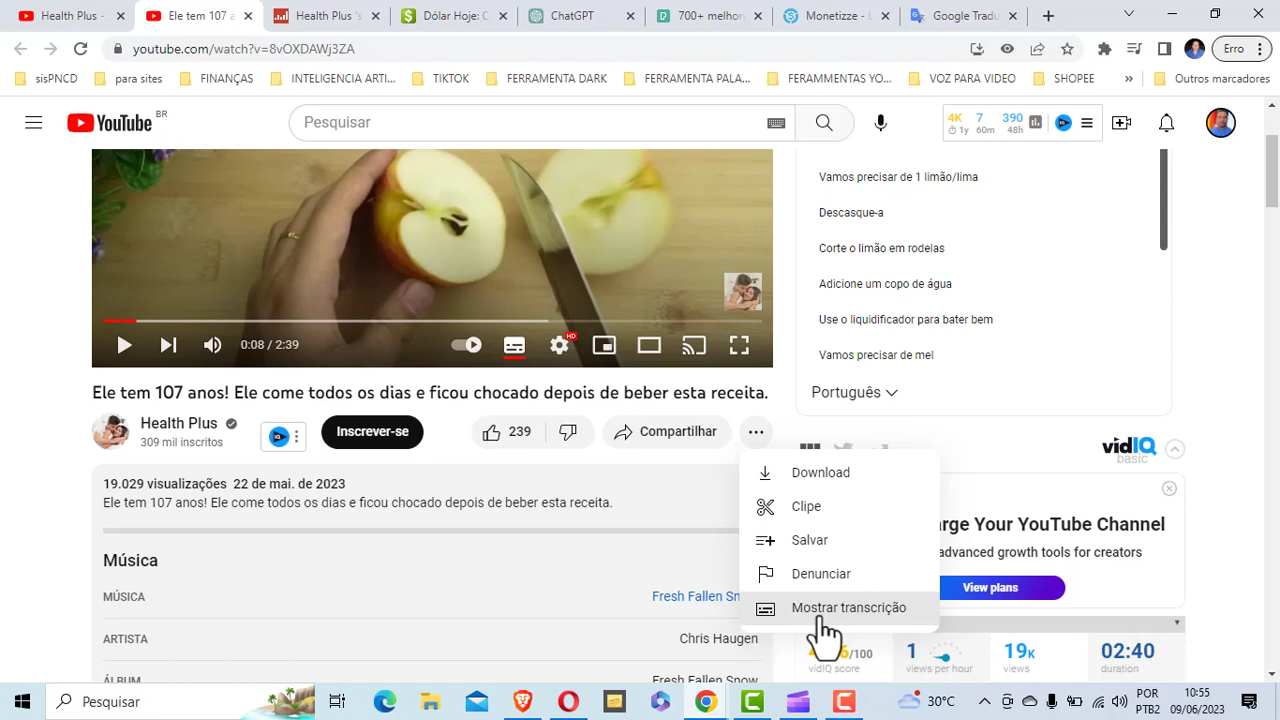 Health Plus
Ele tem 107 anos
Health Plus 's
Dólar Hoje: C
ChatGPT
700 - melhore
Monetize - U
Google Tradu
youtube.com/watch?v=8vOXDAWj3ZA
Erro
sisPNCD
para sites
FINANÇAS
INTELIGENCIA ARTI...
TIKTOK
FERRAMENTA DARK
FERRAMENTA PALA...
FERRAMMENTAS YO...
VOZ PARA VIDEO
SHOPEE
»
Outros marcadores
YouTube BR
Pesquisar
4K 7 390
1y 60m 48h
Vamos precisar de 1 limão/lima
Descasque-a
Corte o limão em rodelas
Adicione um copo de água
Use o liquidificador para bater bem
Vamos precisar de mel
Português
0:08 / 2:39
HD
Ele tem 107 anos! Ele come todos os dias e ficou chocado depois de beber esta receita.
Health Plus
309 mil inscritos
Inscrever-se
239
Compartilhar
vidIQ
basic
Download
Clipe
Salvar
Denunciar
Mostrar transcrição
19.029 visualizações 22 de mai. de 2023
Ele tem 107 anos! Ele come todos os dias e ficou chocado depois de beber esta receita.
arge Your YouTube Channel
advanced growth tools for creators
View plans
Música
MÚSICA
Fresh Fallen Sn
ARTISTA
Chris Haugen
ÁLBUM
Fresh Fallen Snow
/100
vidIQ score
1
views per hour
19K
views
02:40
duration
Pesquisar
30°C
POR
PTB2
10:55
09/06/2023